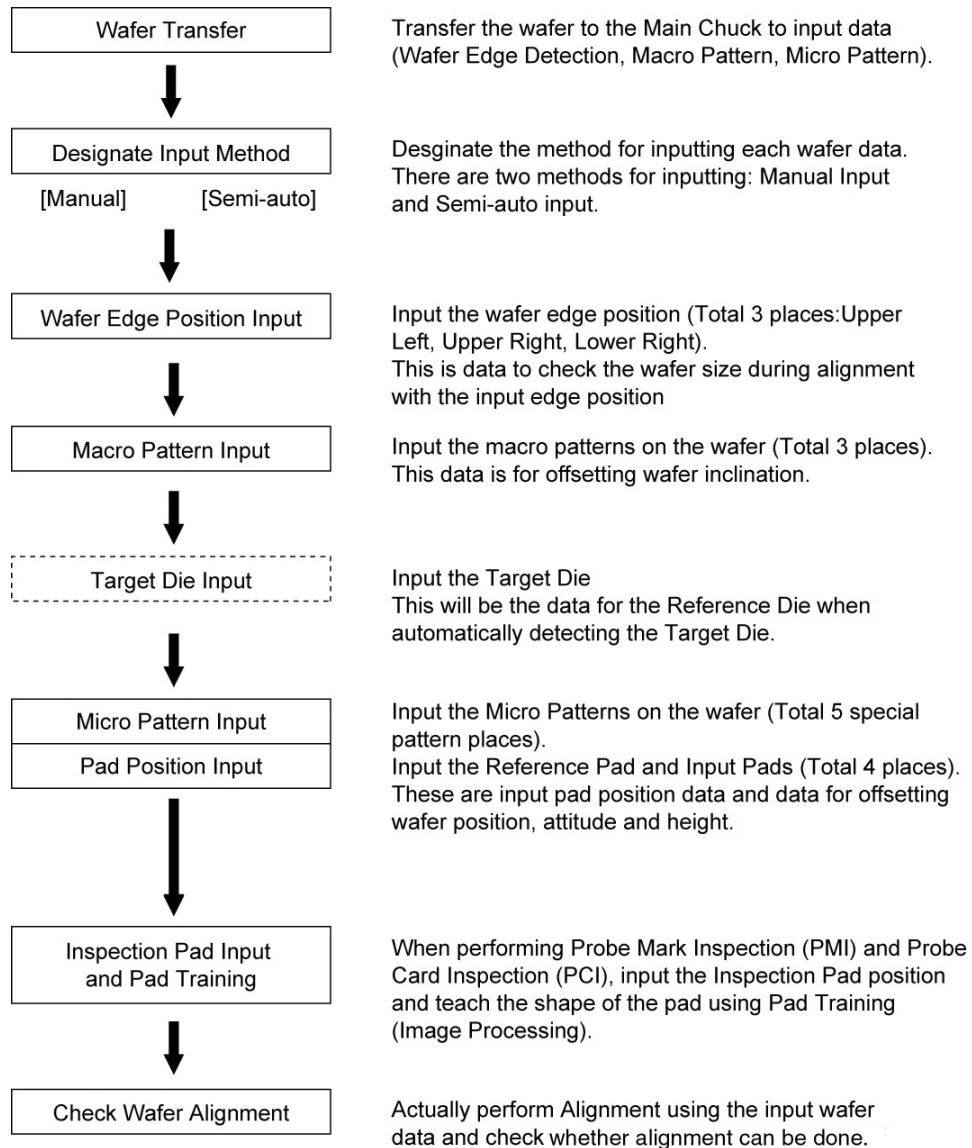 Wafer Transfer
Transfer the wafer to the Main Chuck to input data
(Wafer Edge Detection, Macro Pattern, Micro Pattern).
Designate Input Method
[Manual] [Semi-auto]
Desginate the method for inputting each wafer data.
There are two methods for inputting: Manual Input
and Semi-auto input.
Wafer Edge Position Input
Input the wafer edge position (Total 3 places:Upper
Left, Upper Right, Lower Right).
This is data to check the wafer size during alignment
with the input edge position
Macro Pattern Input
Input the macro patterns on the wafer (Total 3 places).
This data is for offsetting wafer inclination.
Target Die Input
Input the Target Die
This will be the data for the Reference Die when
automatically detecting the Target Die.
Micro Pattern Input
Pad Position Input
Input the Micro Patterns on the wafer (Total 5 special
pattern places).
Input the Reference Pad and Input Pads (Total 4 places).
These are input pad position data and data for offsetting
wafer position, attitude and height.
Inspection Pad Input
and Pad Training
When performing Probe Mark Inspection (PMI) and Probe
Card Inspection (PCI), input the Inspection Pad position
and teach the shape of the pad using Pad Training
(Image Processing).
Check Wafer Alignment
Actually perform Alignment using the input wafer
data and check whether alignment can be done.